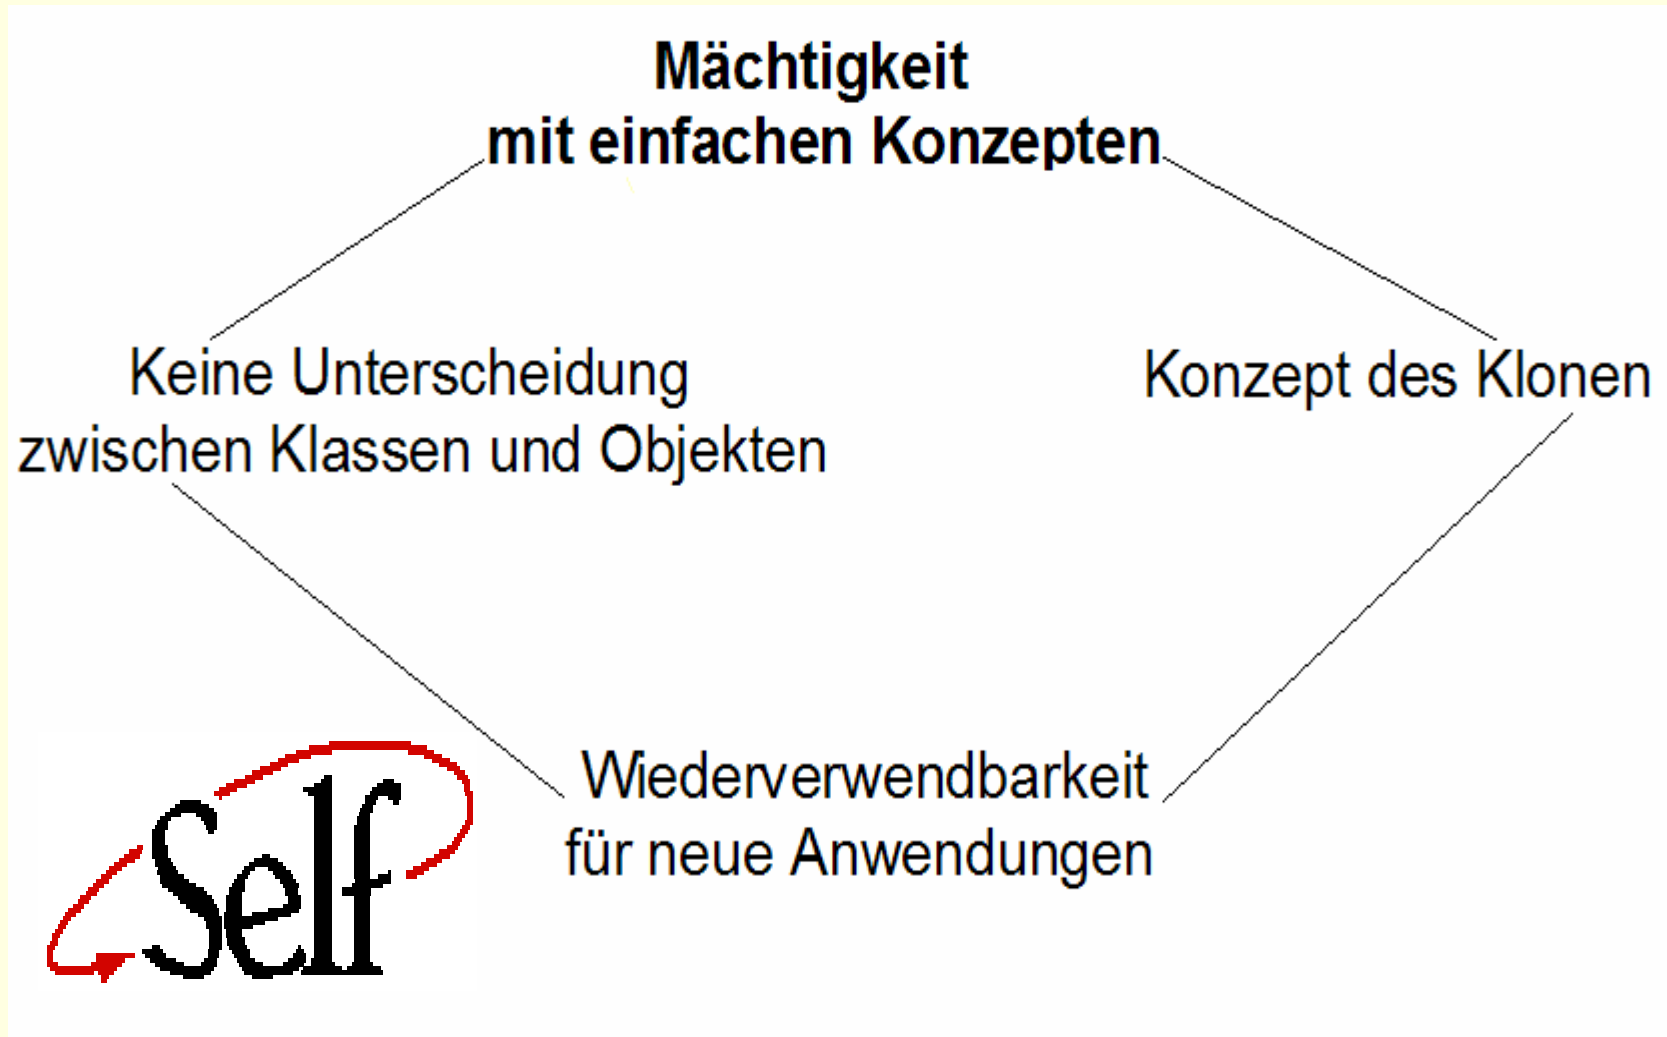 Mächtigkeit
mit einfachen Konzepten
Keine Unterscheidung
zwischen Klassen und Objekten
Konzept des Klonen
Wiederverwendbarkeit
für neue Anwendungen
Self